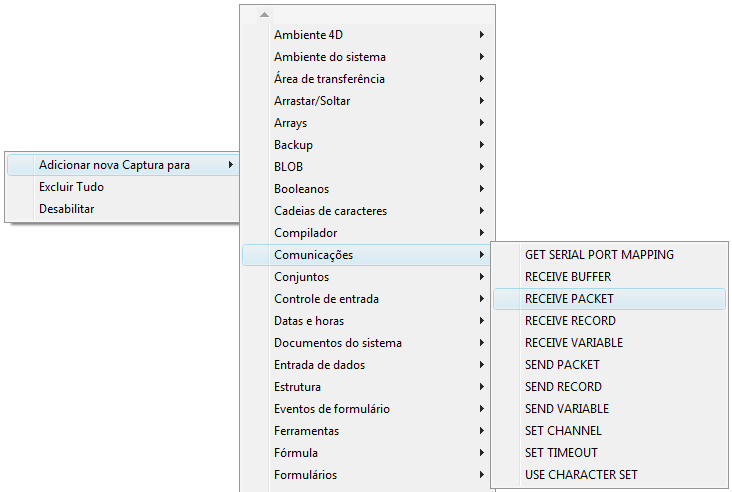 Adicionar nova Captura para
Excluir Tudo
Desabilitar
Ambiente 4D
Ambiente do sistema
Área de transferência
Arrastar/Soltar
Arrays
Backup
BLOB
Booleanos
Cadeias de caracteres
Compilador
Comunicações
Conjuntos
Controle de entrada
Datas e horas
Documentos do sistema
Entrada de dados
Estrutura
Eventos de formulário
Ferramentas
Fórmula
Formulários
GET SERIAL PORT MAPPING
RECEIVE BUFFER
RECEIVE PACKET
RECEIVE RECORD
RECEIVE VARIABLE
SEND PACKET
SEND RECORD
SEND VARIABLE
SET CHANNEL
SET TIMEOUT
USE CHARACTER SET